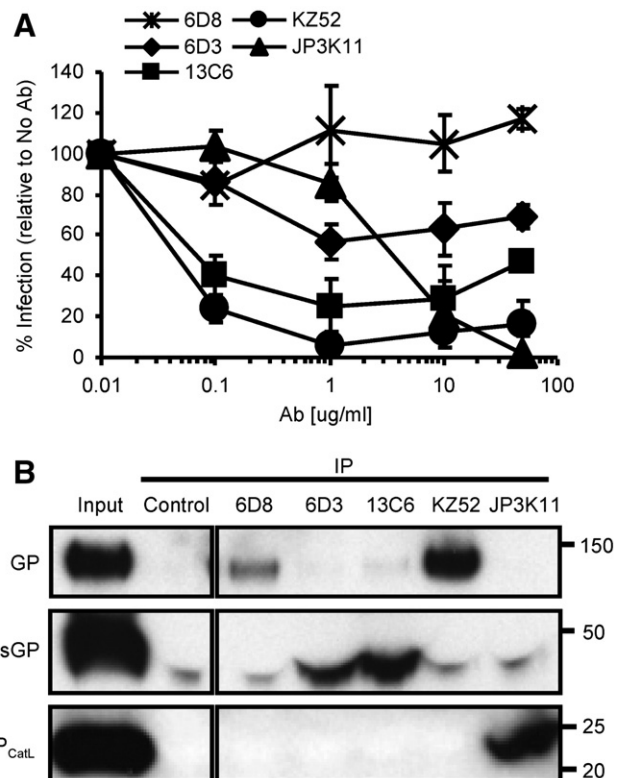 A
6D8 KZ52
6D3 JP3K11
13C6
% Infection (relative to No Ab)
140
120
100
80
60
40
20
0
0.01 0.1 1 10 100
Ab [ug/ml]
B
IP
Input Control 6D8 6D3 13C6 KZ52 JP3K11
GP 150
sGP 50
P_CatL 25
20